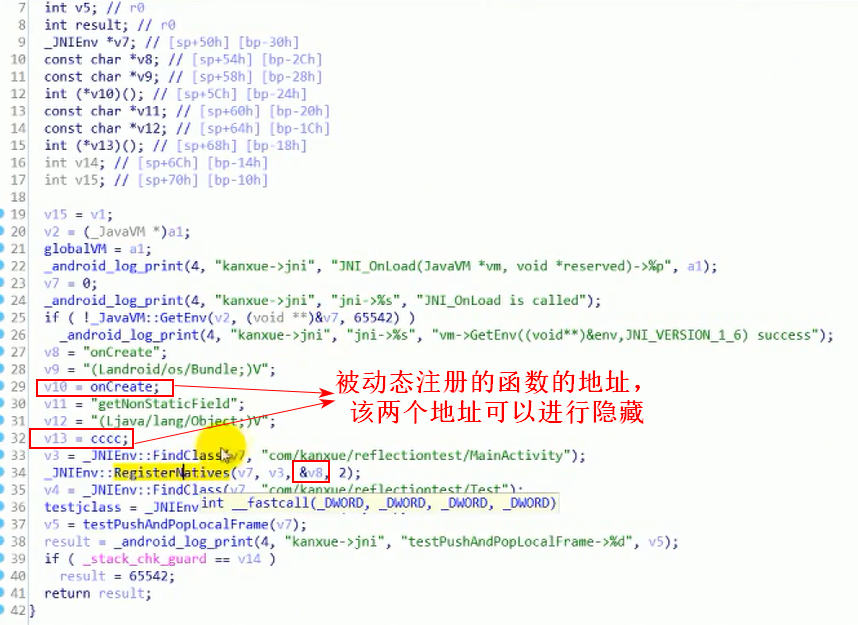 7 int v5; // r0
8 int result; // r0
9 _JNIEnv *v7; // [sp+50h] [bp-30h]
10 const char *v8; // [sp+54h] [bp-2Ch]
11 const char *v9; // [sp+58h] [bp-28h]
12 int (*v10)(); // [sp+5Ch] [bp-24h]
13 const char *v11; // [sp+60h] [bp-20h]
14 const char *v12; // [sp+64h] [bp-1Ch]
15 int (*v13)(); // [sp+68h] [bp-18h]
16 int v14; // [sp+6Ch] [bp-14h]
17 int v15; // [sp+70h] [bp-10h]
18
19 v15 = v1;
20 v2 = (_JavaVM *)a1;
21 globalVM = a1;
22 _android_log_print(4, "kanxue->jni", "JNI_OnLoad(JavaVM *vm, void *reserved)->%p", a1);
23 v7 = 0;
24 _android_log_print(4, "kanxue->jni", "jni->%s", "JNI_OnLoad is called");
25 if ( !_JavaVM::GetEnv(v2, (void **)&v7, 65542) )
26 _android_log_print(4, "kanxue->jni", "jni->%s", "vm->GetEnv((void**)&env,JNI_VERSION_1_6) success");
27 v8 = "onCreate";
28 v9 = "(Landroid/os/Bundle;)V";
29 v10 = onCreate;
30 v11 = "getNonStaticField";
31 v12 = "(Ljava/lang/Object;)V";
32 v13 = cccc;
被动态注册的函数的地址，
该两个地址可以进行隐藏
33 v3 = _JNIEnv::FindClass(v7, "com/kanxue/reflectiontest/MainActivity");
34 _JNIEnv::RegisterNatives(v7, v3, &v8, 2);
35 v4 = _JNIEnv::FindClass(v7, "com/kanxue/reflectiontest/Test");
36 testjclass = _JNIEnv
int __fastcall(_DWORD, _DWORD, _DWORD, _DWORD)
37 v5 = testPushAndPopLocalFrame(v7);
38 result = _android_log_print(4, "kanxue->jni", "testPushAndPopLocalFrame->%d", v5);
39 if ( _stack_chk_guard == v14 )
40 result = 65542;
41 return result;
42 }